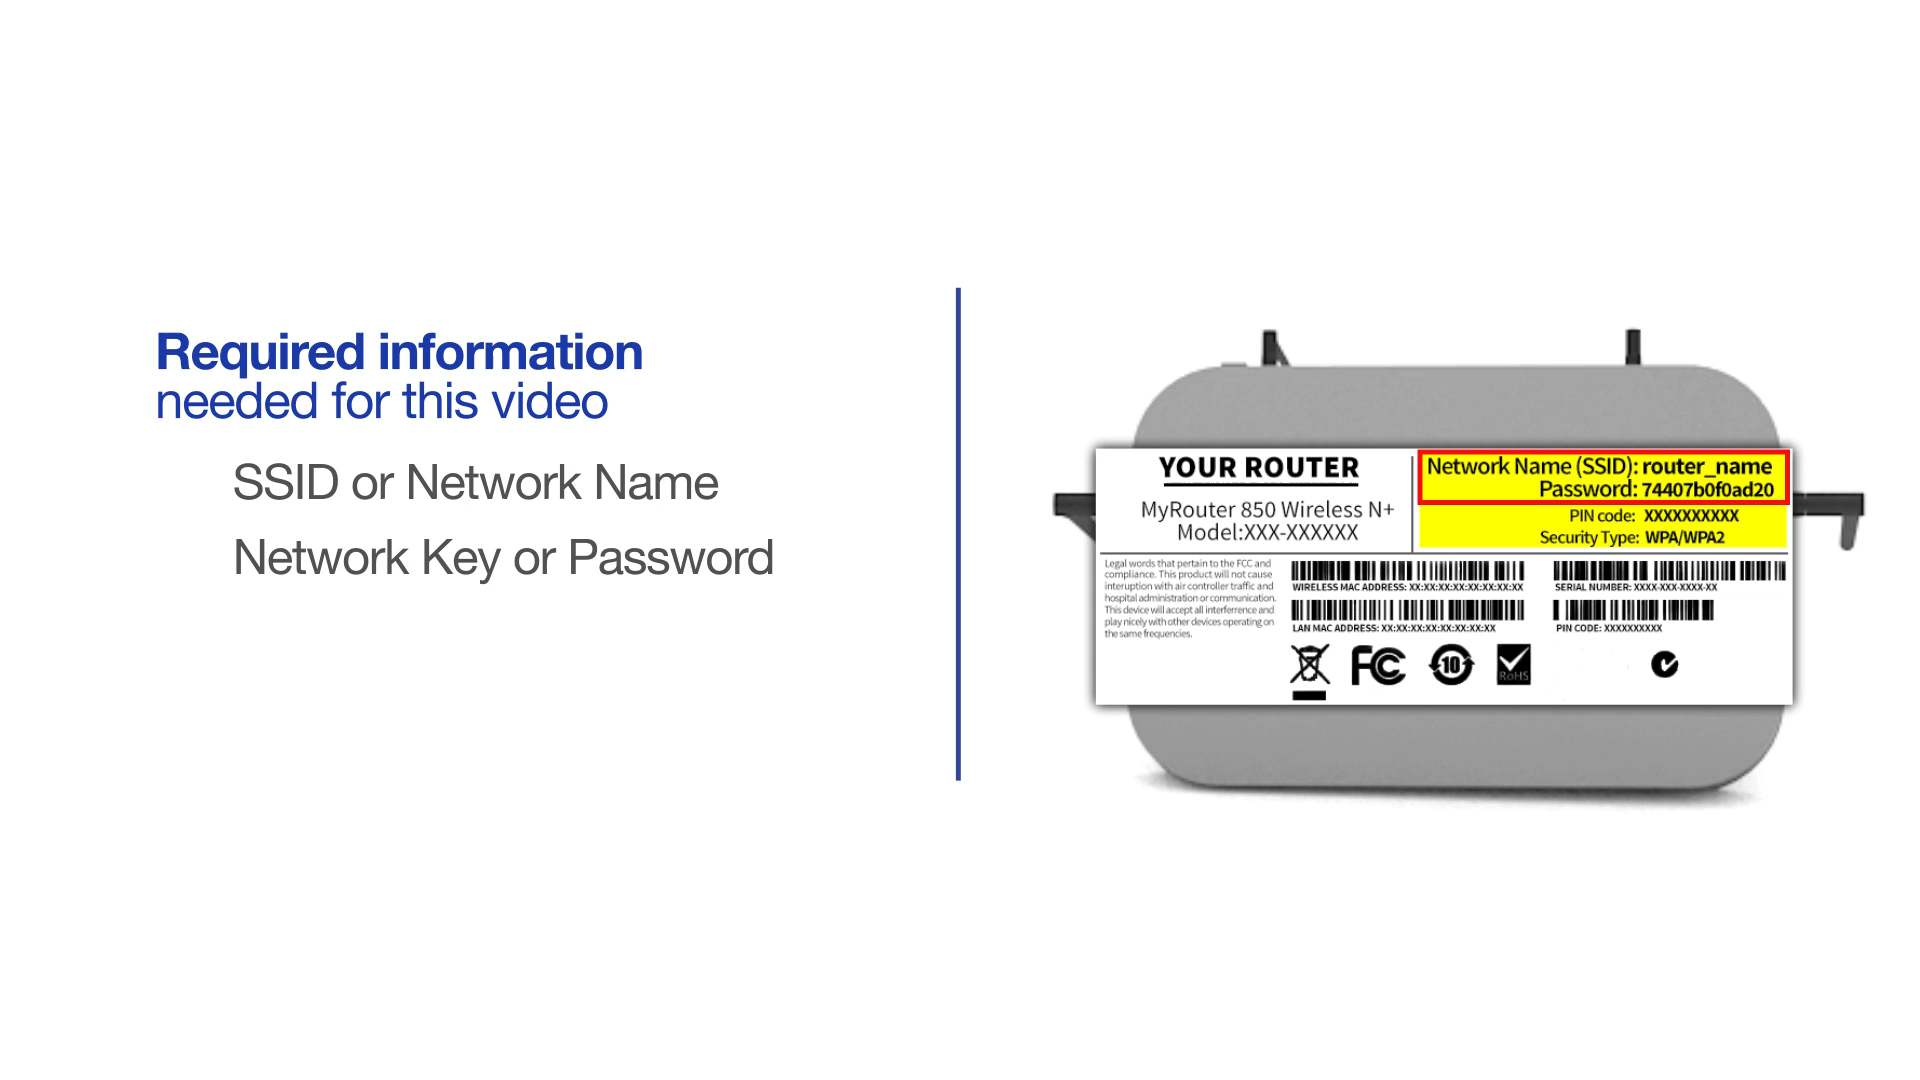 Required information
needed for this video
SSID or Network Name
Network Key or Password
YOUR ROUTER
MyRouter 850 Wireless N+
Model:XXX-XXXXXX
Network Name (SSID): router_name
Password: 74407b0f0ad20
PIN code: XXXXXXXXXX
Security Type: WPA/WPA2
Legal words that pertain to the FCC and
compliance. This product will not cause
interuption with air controller traffic and
hospital administration or communication.
This device will accept all interferrence and
play nicely with other devices operating on
the same frequencies.
WIRELESS MAC ADDRESS: XX:XX:XX:XX:XX:XX:XX:XX
LAN MAC ADDRESS: XX:XX:XX:XX:XX:XX:XX:XX
SERIAL NUMBER: XXXX-XXX-XXXX-XX
PIN CODE: XXXXXXXXXX
FC
10
RoHS